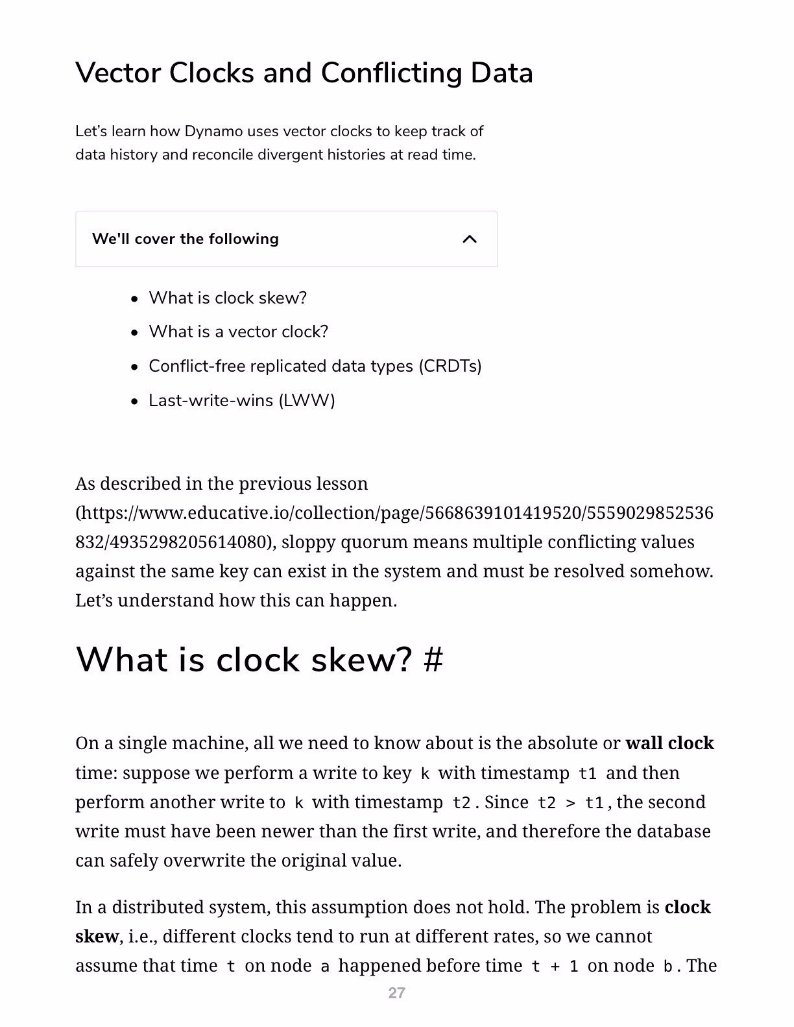 Vector Clocks and Conflicting Data
Let's learn how Dynamo uses vector clocks to keep track of
data history and reconcile divergent histories at read time.
We'll cover the following
• What is clock skew?
• What is a vector clock?
• Conflict-free replicated data types (CRDTs)
• Last-write-wins (LWW)
As described in the previous lesson
(https://www.educative.io/collection/page/5668639101419520/5559029852536
832/4935298205614080), sloppy quorum means multiple conflicting values
against the same key can exist in the system and must be resolved somehow.
Let’s understand how this can happen.
What is clock skew? #
On a single machine, all we need to know about is the absolute or wall clock
time: suppose we perform a write to key k with timestamp t1 and then
perform another write to k with timestamp t2. Since t2 > t1, the second
write must have been newer than the first write, and therefore the database
can safely overwrite the original value.
In a distributed system, this assumption does not hold. The problem is clock
skew, i.e., different clocks tend to run at different rates, so we cannot
assume that time t on node a happened before time t + 1 on node b. The
27